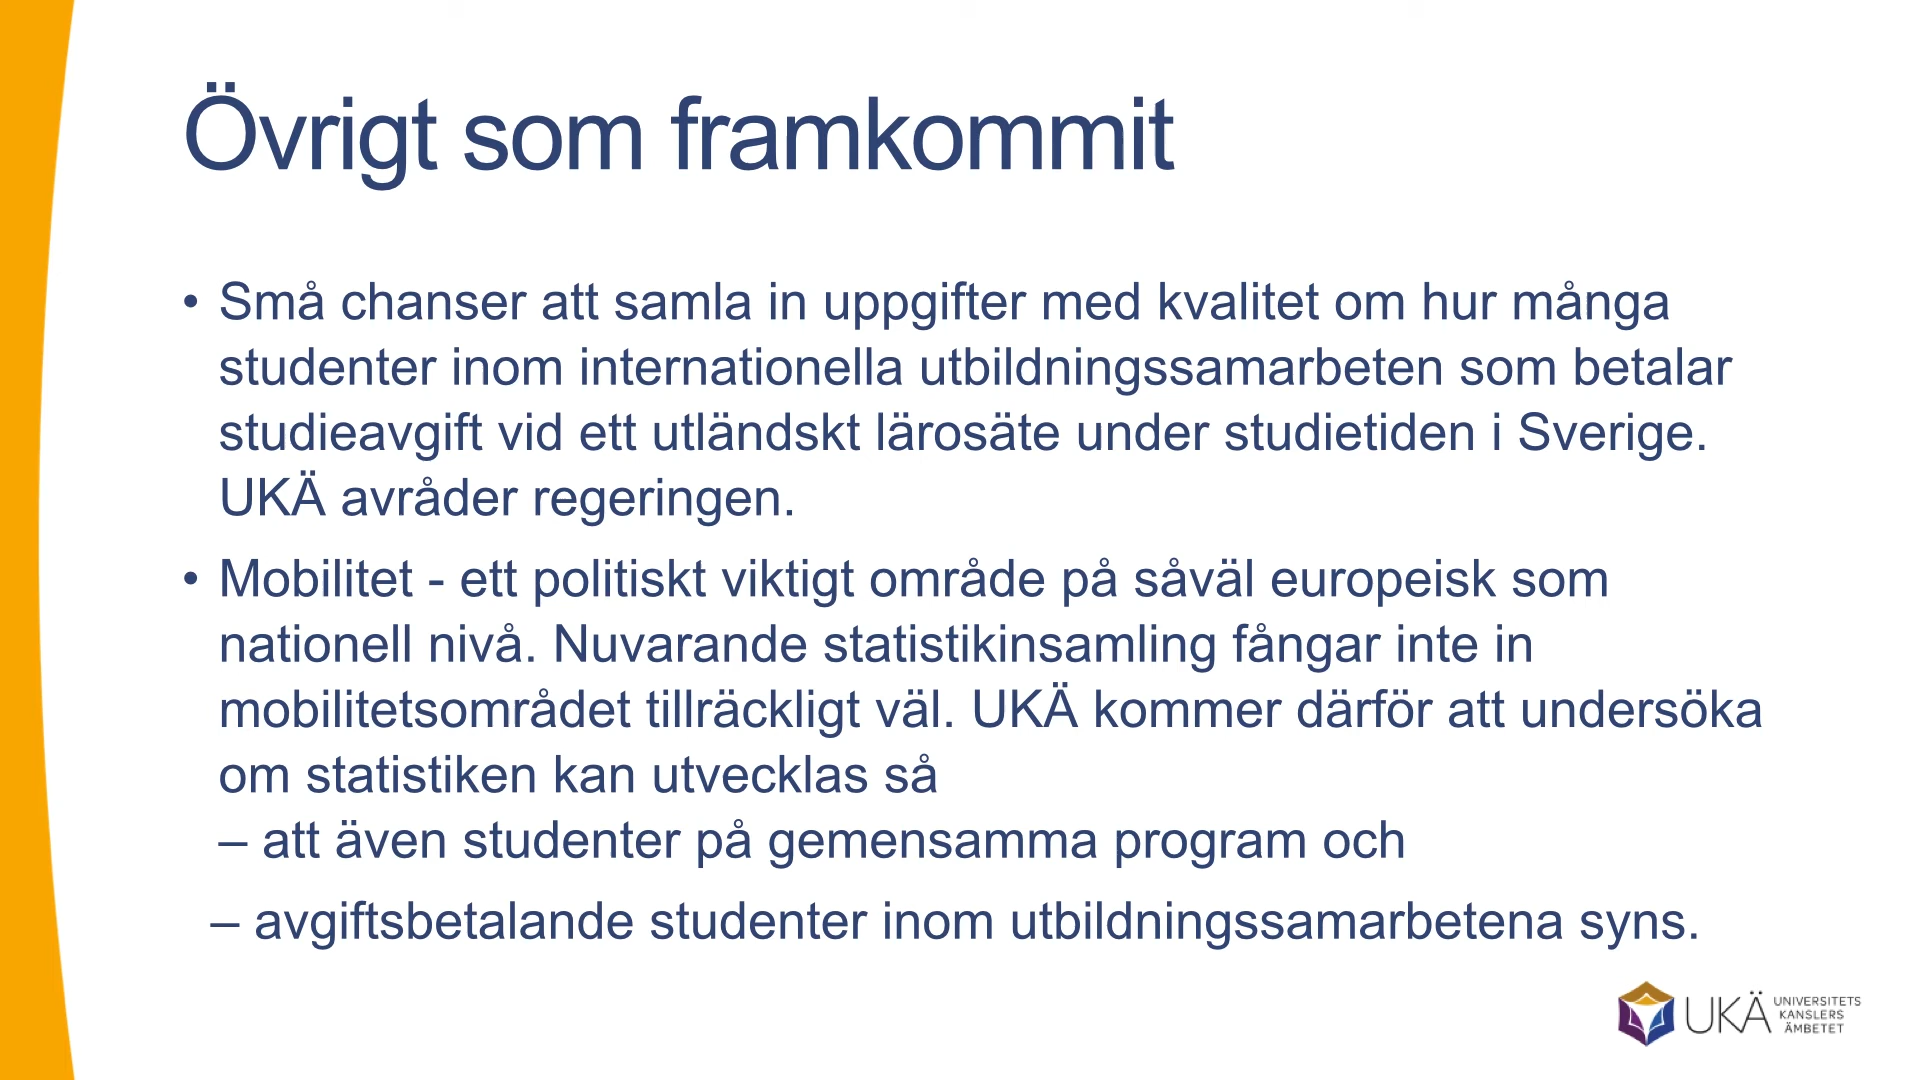 Övrigt som framkommit
• Små chanser att samla in uppgifter med kvalitet om hur många
studenter inom internationella utbildningssamarbeten som betalar
studieavgift vid ett utländskt lärosäte under studietiden i Sverige.
UKÄ avråder regeringen.
• Mobilitet - ett politiskt viktigt område på såväl europeisk som
nationell nivå. Nuvarande statistikinsamling fångar inte in
mobilitetsområdet tillräckligt väl. UKÄ kommer därför att undersöka
om statistiken kan utvecklas så
– att även studenter på gemensamma program och
– avgiftsbetalande studenter inom utbildningssamarbetena syns.
UKÄ
UNIVERSITETS
KANSLERS
ÄMBETET